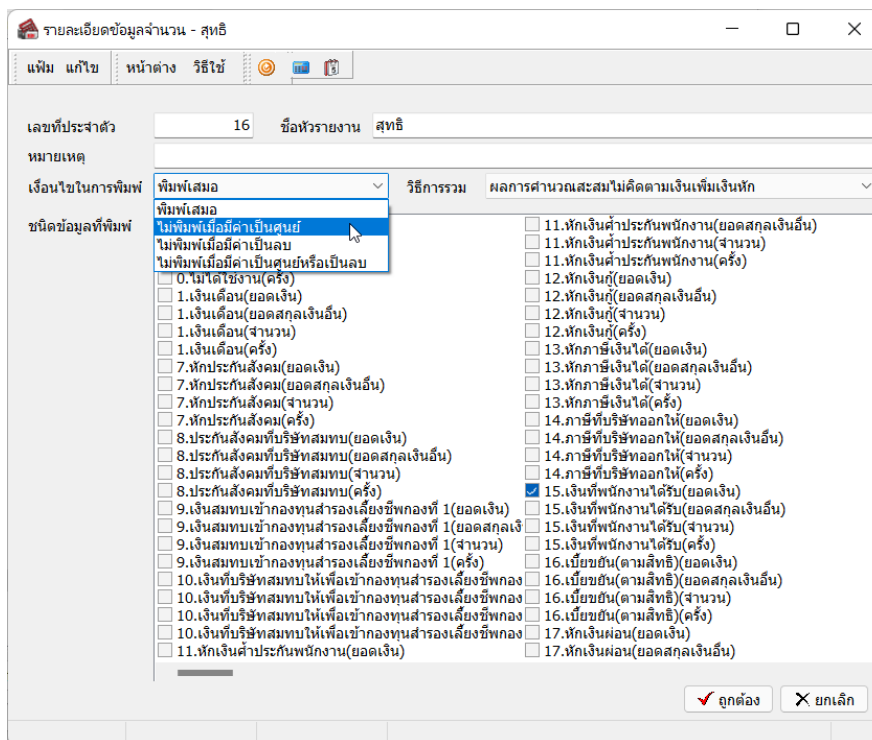 รายละเอียดข้อมูลจำนวน - สุทธิ
แฟ้ม แก้ไข หน้าต่าง วิธีใช้
เลขที่ประจำตัว 16 ชื่อหัวรายงาน สุทธิ
หมายเหตุ
เงื่อนไขในการพิมพ์ พิมพ์เสมอ วิธีการรวม ผลการคำนวณสะสมไม่คิดตามเงินเพิ่มเงินหัก
พิมพ์เสมอ
ไม่พิมพ์เมื่อมีค่าเป็นศูนย์
ไม่พิมพ์เมื่อมีค่าเป็นลบ
ไม่พิมพ์เมื่อมีค่าเป็นศูนย์หรือเป็นลบ
ชนิดข้อมูลที่พิมพ์
0.ไม่ได้ใช้งาน(ครั้ง)
1.เงินเดือน(ยอดเงิน)
1.เงินเดือน(ยอดสกุลเงินอื่น)
1.เงินเดือน(จำนวน)
1.เงินเดือน(ครั้ง)
7.หักประกันสังคม(ยอดเงิน)
7.หักประกันสังคม(ยอดสกุลเงินอื่น)
7.หักประกันสังคม(จำนวน)
7.หักประกันสังคม(ครั้ง)
8.ประกันสังคมที่บริษัทสมทบ(ยอดเงิน)
8.ประกันสังคมที่บริษัทสมทบ(ยอดสกุลเงินอื่น)
8.ประกันสังคมที่บริษัทสมทบ(จำนวน)
8.ประกันสังคมที่บริษัทสมทบ(ครั้ง)
9.เงินสมทบเข้ากองทุนสำรองเลี้ยงชีพกองที่ 1(ยอดเงิน)
9.เงินสมทบเข้ากองทุนสำรองเลี้ยงชีพกองที่ 1(ยอดสกุลเงิ
9.เงินสมทบเข้ากองทุนสำรองเลี้ยงชีพกองที่ 1(จำนวน)
9.เงินสมทบเข้ากองทุนสำรองเลี้ยงชีพกองที่ 1(ครั้ง)
10.เงินที่บริษัทสมทบให้เพื่อเข้ากองทุนสำรองเลี้ยงชีพกอง
10.เงินที่บริษัทสมทบให้เพื่อเข้ากองทุนสำรองเลี้ยงชีพกอง
10.เงินที่บริษัทสมทบให้เพื่อเข้ากองทุนสำรองเลี้ยงชีพกอง
10.เงินที่บริษัทสมทบให้เพื่อเข้ากองทุนสำรองเลี้ยงชีพกอง
11.หักเงินค้ำประกันพนักงาน(ยอดเงิน)
11.หักเงินค้ำประกันพนักงาน(ยอดสกุลเงินอื่น)
11.หักเงินค้ำประกันพนักงาน(จำนวน)
11.หักเงินค้ำประกันพนักงาน(ครั้ง)
12.หักเงินกู้(ยอดเงิน)
12.หักเงินกู้(ยอดสกุลเงินอื่น)
12.หักเงินกู้(จำนวน)
12.หักเงินกู้(ครั้ง)
13.หักภาษีเงินได้(ยอดเงิน)
13.หักภาษีเงินได้(ยอดสกุลเงินอื่น)
13.หักภาษีเงินได้(จำนวน)
13.หักภาษีเงินได้(ครั้ง)
14.ภาษีที่บริษัทออกให้(ยอดเงิน)
14.ภาษีที่บริษัทออกให้(ยอดสกุลเงินอื่น)
14.ภาษีที่บริษัทออกให้(จำนวน)
14.ภาษีที่บริษัทออกให้(ครั้ง)
15.เงินที่พนักงานได้รับ(ยอดเงิน)
15.เงินที่พนักงานได้รับ(ยอดสกุลเงินอื่น)
15.เงินที่พนักงานได้รับ(จำนวน)
15.เงินที่พนักงานได้รับ(ครั้ง)
16.เบี้ยขยัน(ตามสิทธิ)(ยอดเงิน)
16.เบี้ยขยัน(ตามสิทธิ)(ยอดสกุลเงินอื่น)
16.เบี้ยขยัน(ตามสิทธิ)(จำนวน)
16.เบี้ยขยัน(ตามสิทธิ)(ครั้ง)
17.หักเงินผ่อน(ยอดเงิน)
17.หักเงินผ่อน(ยอดสกุลเงินอื่น)
ถูกต้อง ยกเลิก